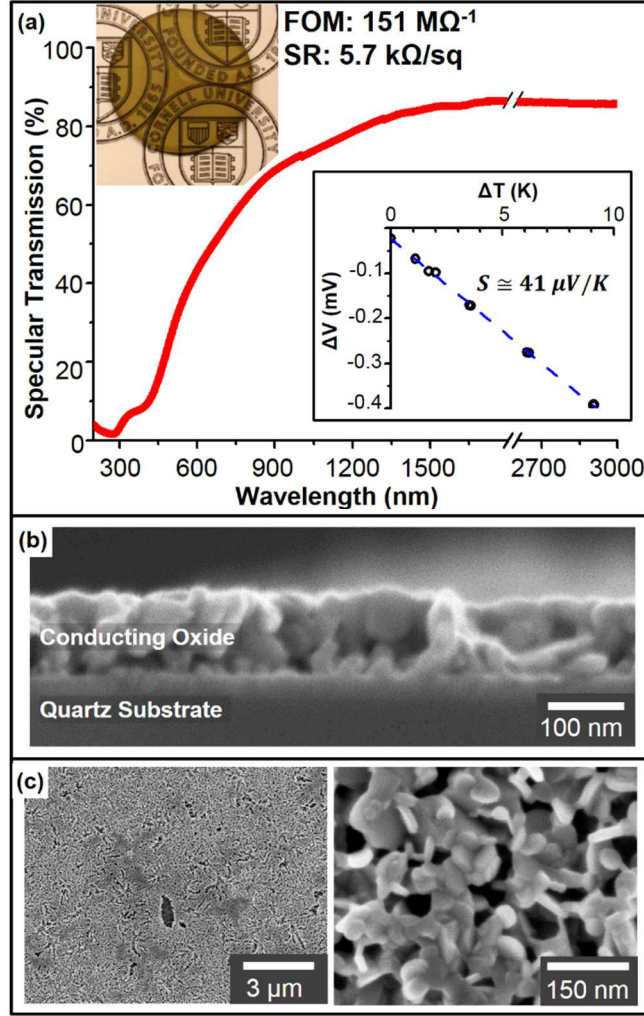 (a)
FOM: 151 MΩ⁻¹
SR: 5.7 kΩ/sq
UNIVERSITY
FOUNDED A.D. 1865
CORNELL UNIVERSITY
Specular Transmission (%)
100
80
60
40
20
0
ΔT (K)
0 5 10
ΔV (mV)
-0.1
-0.2
-0.3
-0.4
S ≅ 41 μV/K
300 600 900 1200 1500 2700 3000
Wavelength (nm)
(b)
Conducting Oxide
Quartz Substrate
100 nm
(c)
3 μm
150 nm